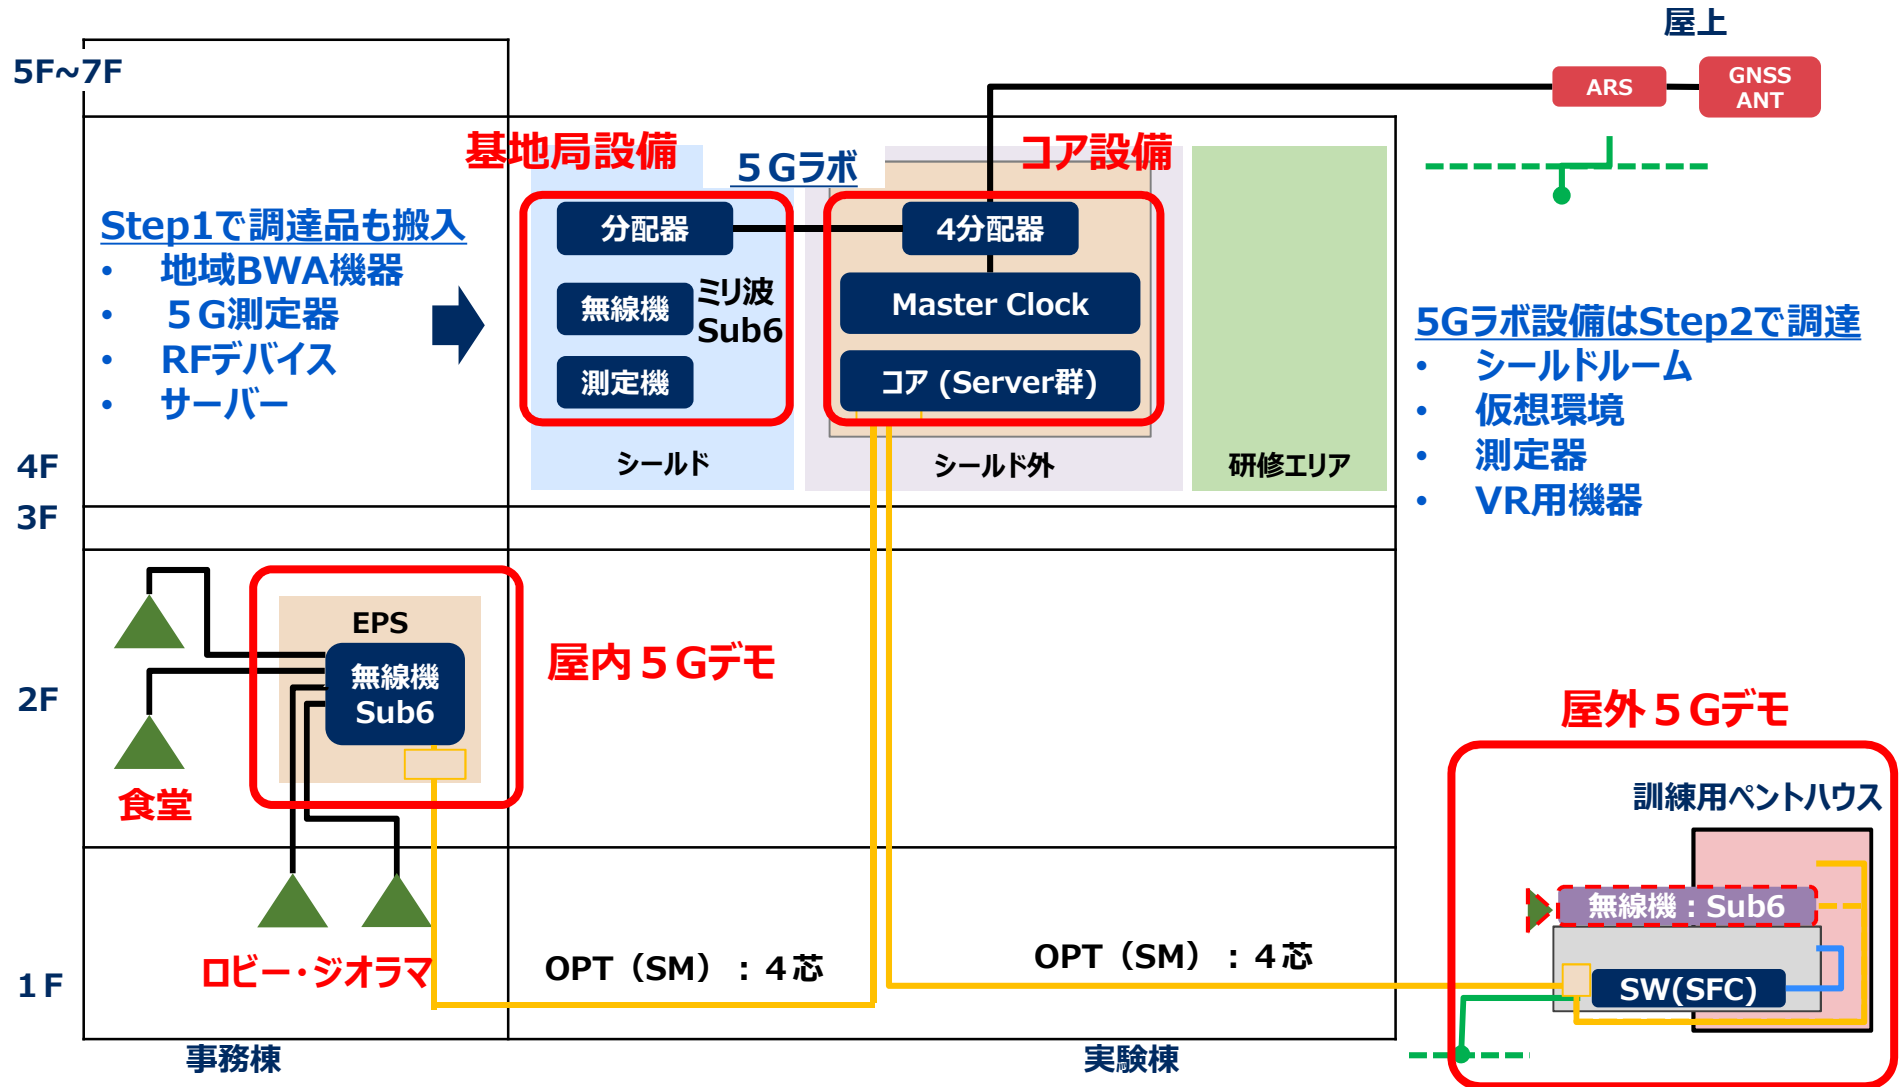 屋上
5F~7F
ARS
GNSS
ANT
基地局設備
5Gラボ
コア設備
Step1で調達品も搬入
• 地域BWA機器
• 5G測定器
• RFデバイス
• サーバー
分配器
無線機
ミリ波
Sub6
測定機
シールド
4分配器
Master Clock
コア (Server群)
シールド外
研修エリア
5Gラボ設備はStep2で調達
• シールドルーム
• 仮想環境
• 測定器
• VR用機器
4F
3F
EPS
無線機
Sub6
屋内5Gデモ
2F
食堂
屋外5Gデモ
訓練用ペントハウス
無線機:Sub6
SW(SFC)
ロビー・ジオラマ
OPT(SM):4芯
OPT(SM):4芯
1F
事務棟
実験棟